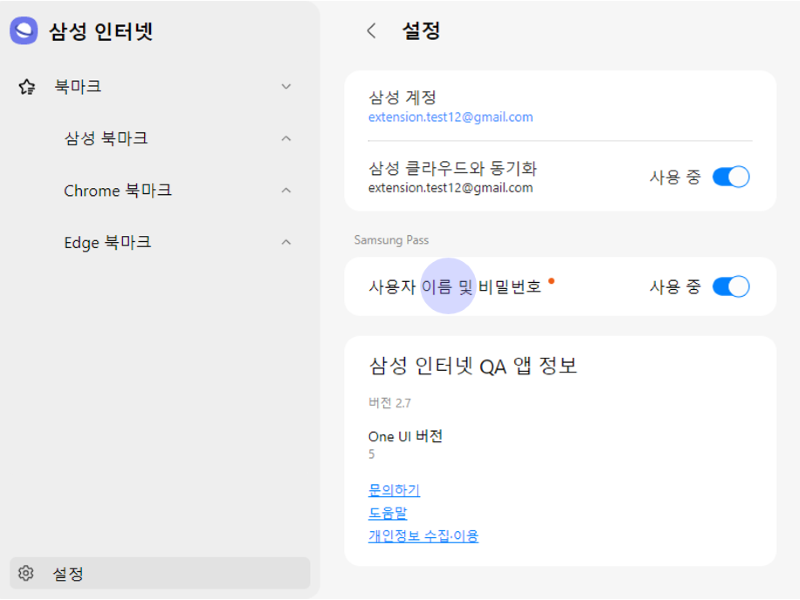 삼성 인터넷
북마크
삼성 북마크
Chrome 북마크
Edge 북마크
설정
설정
삼성 계정
extension.test12@gmail.com
삼성 클라우드와 동기화
extension.test12@gmail.com
사용 중
Samsung Pass
사용자 이름 및 비밀번호
사용 중
삼성 인터넷 QA 앱 정보
버전 2.7
One UI 버전
5
문의하기
도움말
개인정보 수집·이용